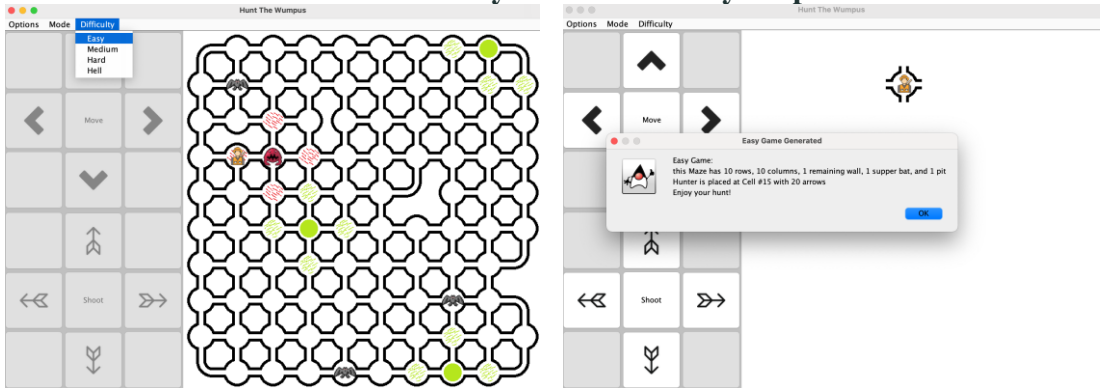 Hunt The Wumpus
Options Mode Difficulty
Easy
Medium
Hard
Hell
Move
Shoot
Hunt The Wumpus
Options Mode Difficulty
Move
Easy Game Generated
Easy Game:
this Maze has 10 rows, 10 columns, 1 remaining wall, 1 supper bat, and 1 pit
Hunter is placed at Cell #15 with 20 arrows
Enjoy your hunt!
OK
Shoot